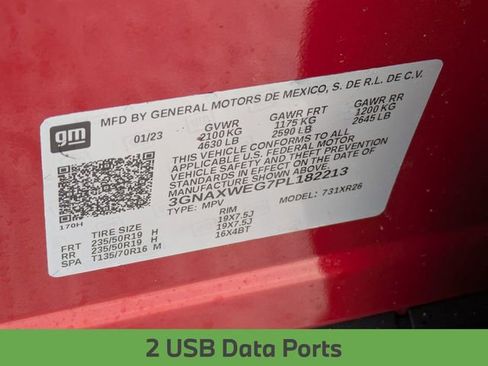 gm
MFD BY GENERAL MOTORS DE MEXICO, S. DE R.L. DE C.V.
01/23 GVWR GAWR FRT GAWR RR
2100 KG 1175 KG 1200 KG
4630 LB 2590 LB 2645 LB
THIS VEHICLE CONFORMS TO ALL
APPLICABLE U.S. FEDERAL MOTOR
VEHICLE SAFETY AND THEFT PREVENTION
STANDARDS IN EFFECT ON THE DATE OF
MANUFACTURE SHOWN ABOVE.
3GNAXWEG7PL182213
TYPE: MPV MODEL: 731XR26
170H
TIRE SIZE RIM
FRT 235/50R19 H 19X7.5J
RR 235/50R19 H 19X7.5J
SPA T135/70R16 M 16X4BT
2 USB Data Ports